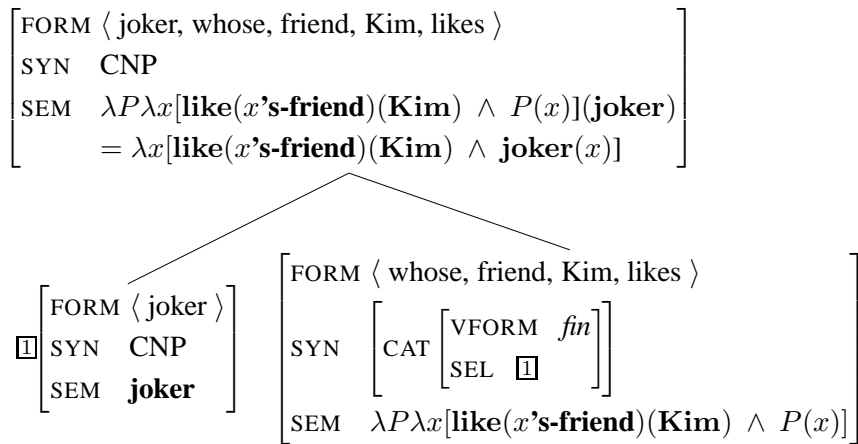 FORM ⟨ joker, whose, friend, Kim, likes ⟩
SYN CNP
SEM λPλx[like(x's-friend)(Kim) ∧ P(x)](joker)
= λx[like(x's-friend)(Kim) ∧ joker(x)]
FORM ⟨ joker ⟩
1 SYN CNP
SEM joker
FORM ⟨ whose, friend, Kim, likes ⟩
SYN CAT VFORM fin
SEL 1
SEM λPλx[like(x's-friend)(Kim) ∧ P(x)]